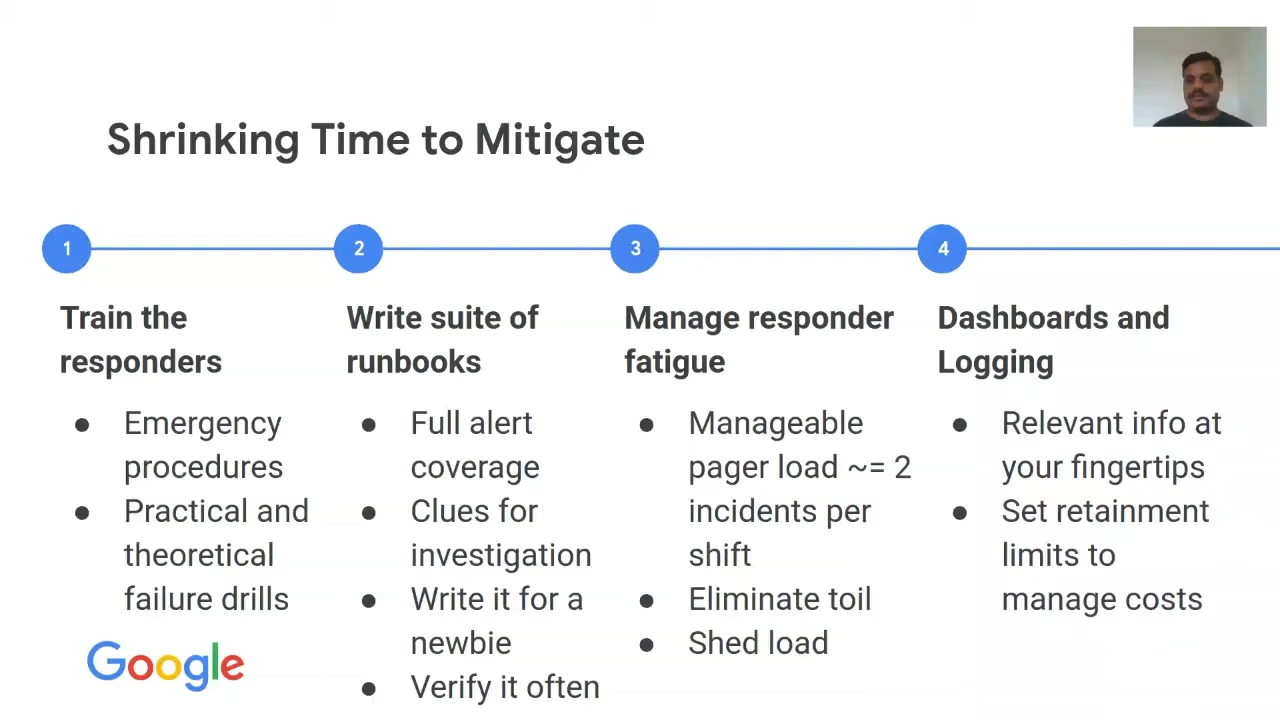 Shrinking Time to Mitigate
1
2
3
4
Train the
responders
● Emergency
procedures
● Practical and
theoretical
failure drills
Write suite of
runbooks
● Full alert
coverage
● Clues for
investigation
● Write it for a
newbie
● Verify it often
Manage responder
fatigue
● Manageable
pager load ~= 2
incidents per
shift
● Eliminate toil
● Shed load
Dashboards and
Logging
● Relevant info at
your fingertips
● Set retainment
limits to
manage costs
Google